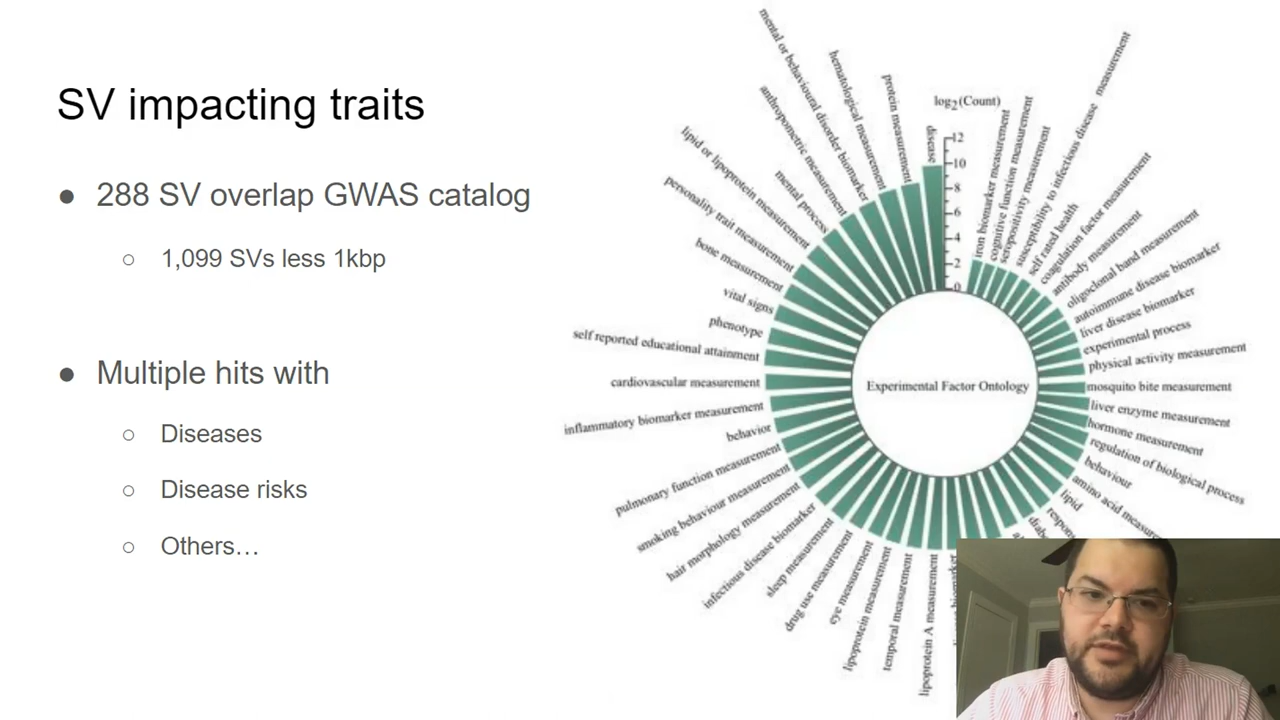 SV impacting traits
● 288 SV overlap GWAS catalog
○ 1,099 SVs less 1kbp
● Multiple hits with
○ Diseases
○ Disease risks
○ Others…
log2(Count)
12
10
8
6
4
2
0
Experimental Factor Ontology
iron biomarker measurement
cognitive function measurement
seropositivity measurement
susceptibility to infectious disease measurement
self rated health
coagulation factor measurement
antibody measurement
oligoclonal band measurement
autoimmune disease biomarker
liver disease biomarker
experimental process
physical activity measurement
mosquito bite measurement
liver enzyme measurement
hormone measurement
regulation of biological process
behaviour
amino acid
lipid
lipoprotein A measurement
temporal measurement
lipoprotein measurement
eye measurement
drug use measurement
sleep measurement
infectious disease biomarker
hair morphology measurement
smoking behaviour measurement
pulmonary function measurement
behavior
inflammatory biomarker measurement
cardiovascular measurement
self reported educational attainment
phenotype
vital signs
bone measurement
personality trait measurement
lipid or lipoprotein measurement
mental process
anthropometric measurement
mental or behavioural disorder biomarker
hematological measurement
protein measurement
disease